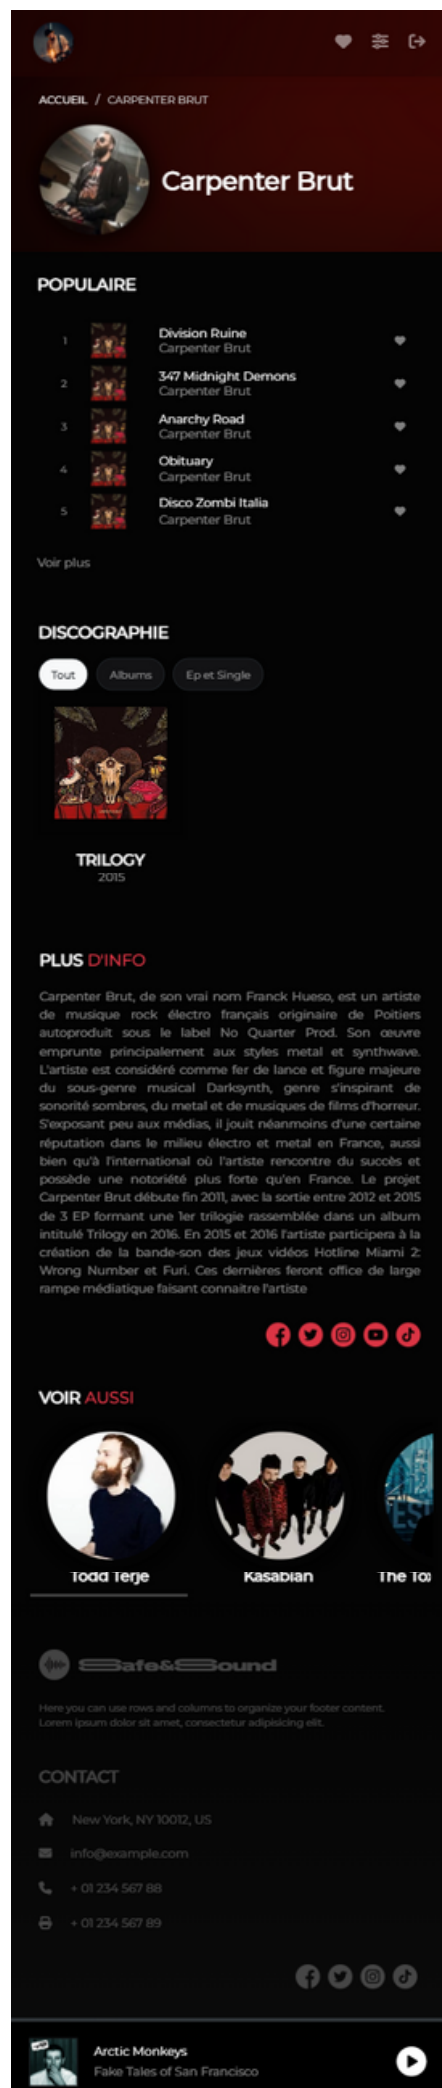 ACCUEIL / CARPENTER BRUT
Carpenter Brut
POPULAIRE
1
Division Ruine
Carpenter Brut
2
347 Midnight Demons
Carpenter Brut
3
Anarchy Road
Carpenter Brut
4
Obituary
Carpenter Brut
5
Disco Zombi Italia
Carpenter Brut
Voir plus
DISCOGRAPHIE
Tout Albums Ep et Single
TRILOGY
2015
PLUS D'INFO
Carpenter Brut, de son vrai nom Franck Hueso, est un artiste
de musique rock électro français originaire de Poitiers
autoproduit sous le label No Quarter Prod. Son œuvre
emprunte principalement aux styles metal et synthwave.
L'artiste est considéré comme fer de lance et figure majeure
du sous-genre musical Darksynth, genre s'inspirant de
sonorité sombres, du metal et de musiques de films d'horreur.
S'exposant peu aux médias, il jouit néanmoins d'une certaine
réputation dans le milieu électro et metal en France, aussi
bien qu'à l'international où l'artiste rencontre du succès et
possède une notoriété plus forte qu'en France. Le projet
Carpenter Brut débute fin 2011, avec la sortie entre 2012 et 2015
de 3 EP formant une 1er trilogie rassemblée dans un album
intitulé Trilogy en 2016. En 2015 et 2016 l'artiste participera à la
création de la bande-son des jeux vidéos Hotline Miami 2:
Wrong Number et Furi. Ces dernières feront office de large
rampe médiatique faisant connaitre l'artiste
VOIR AUSSI
Todd Terje Kasabian The Tox
Safe&Sound
Here you can use rows and columns to organize your footer content.
Lorem ipsum dolor sit amet, consectetur adipisicing elit.
CONTACT
New York, NY 10012, US
info@example.com
+ 01 234 567 88
+ 01 234 567 89
Arctic Monkeys
Fake Tales of San Francisco